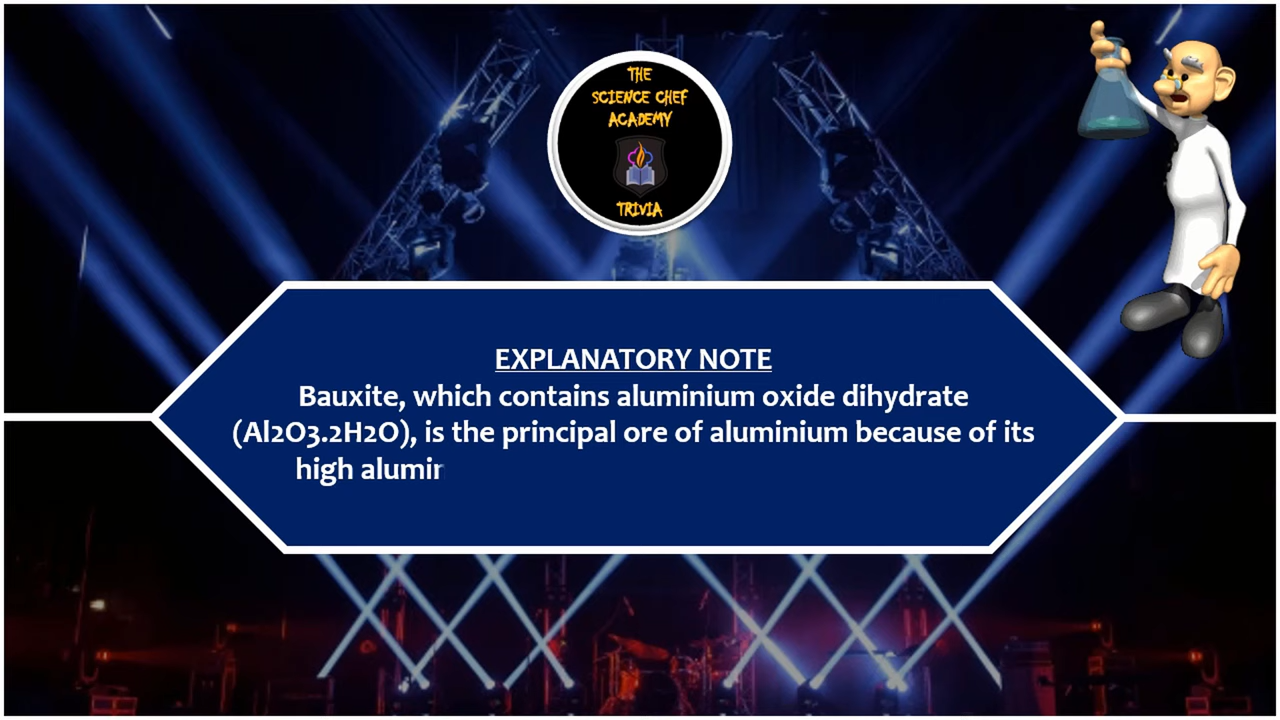 THE
SCIENCE CHEF
ACADEMY
TRIVIA
EXPLANATORY NOTE
Bauxite, which contains aluminium oxide dihydrate
(Al2O3.2H2O), is the principal ore of aluminium because of its
high alumi